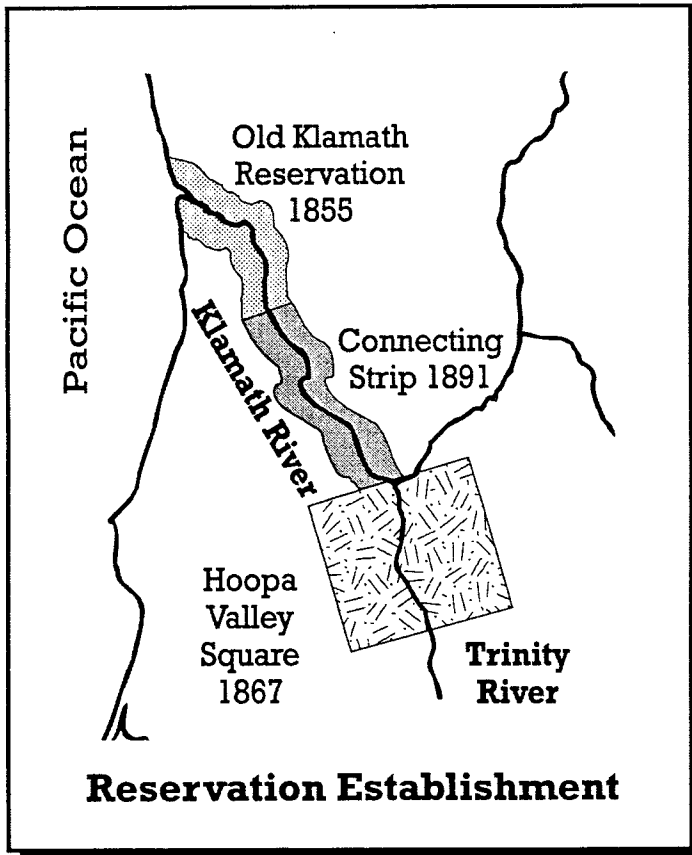 Pacific Ocean
Old Klamath
Reservation
1855
Klamath River
Connecting
Strip 1891
Hoopa
Valley
Square
1867
Trinity
River
Reservation Establishment